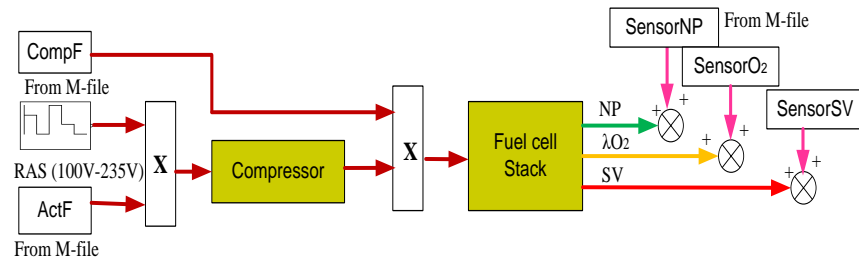 SensorNP
From M-file
CompF
SensorO2
From M-file
SensorSV
NP
+
+
X
X
Fuel cell
Stack
λO2
+
+
RAS (100V-235V)
Compressor
SV
+
+
ActF
From M-file